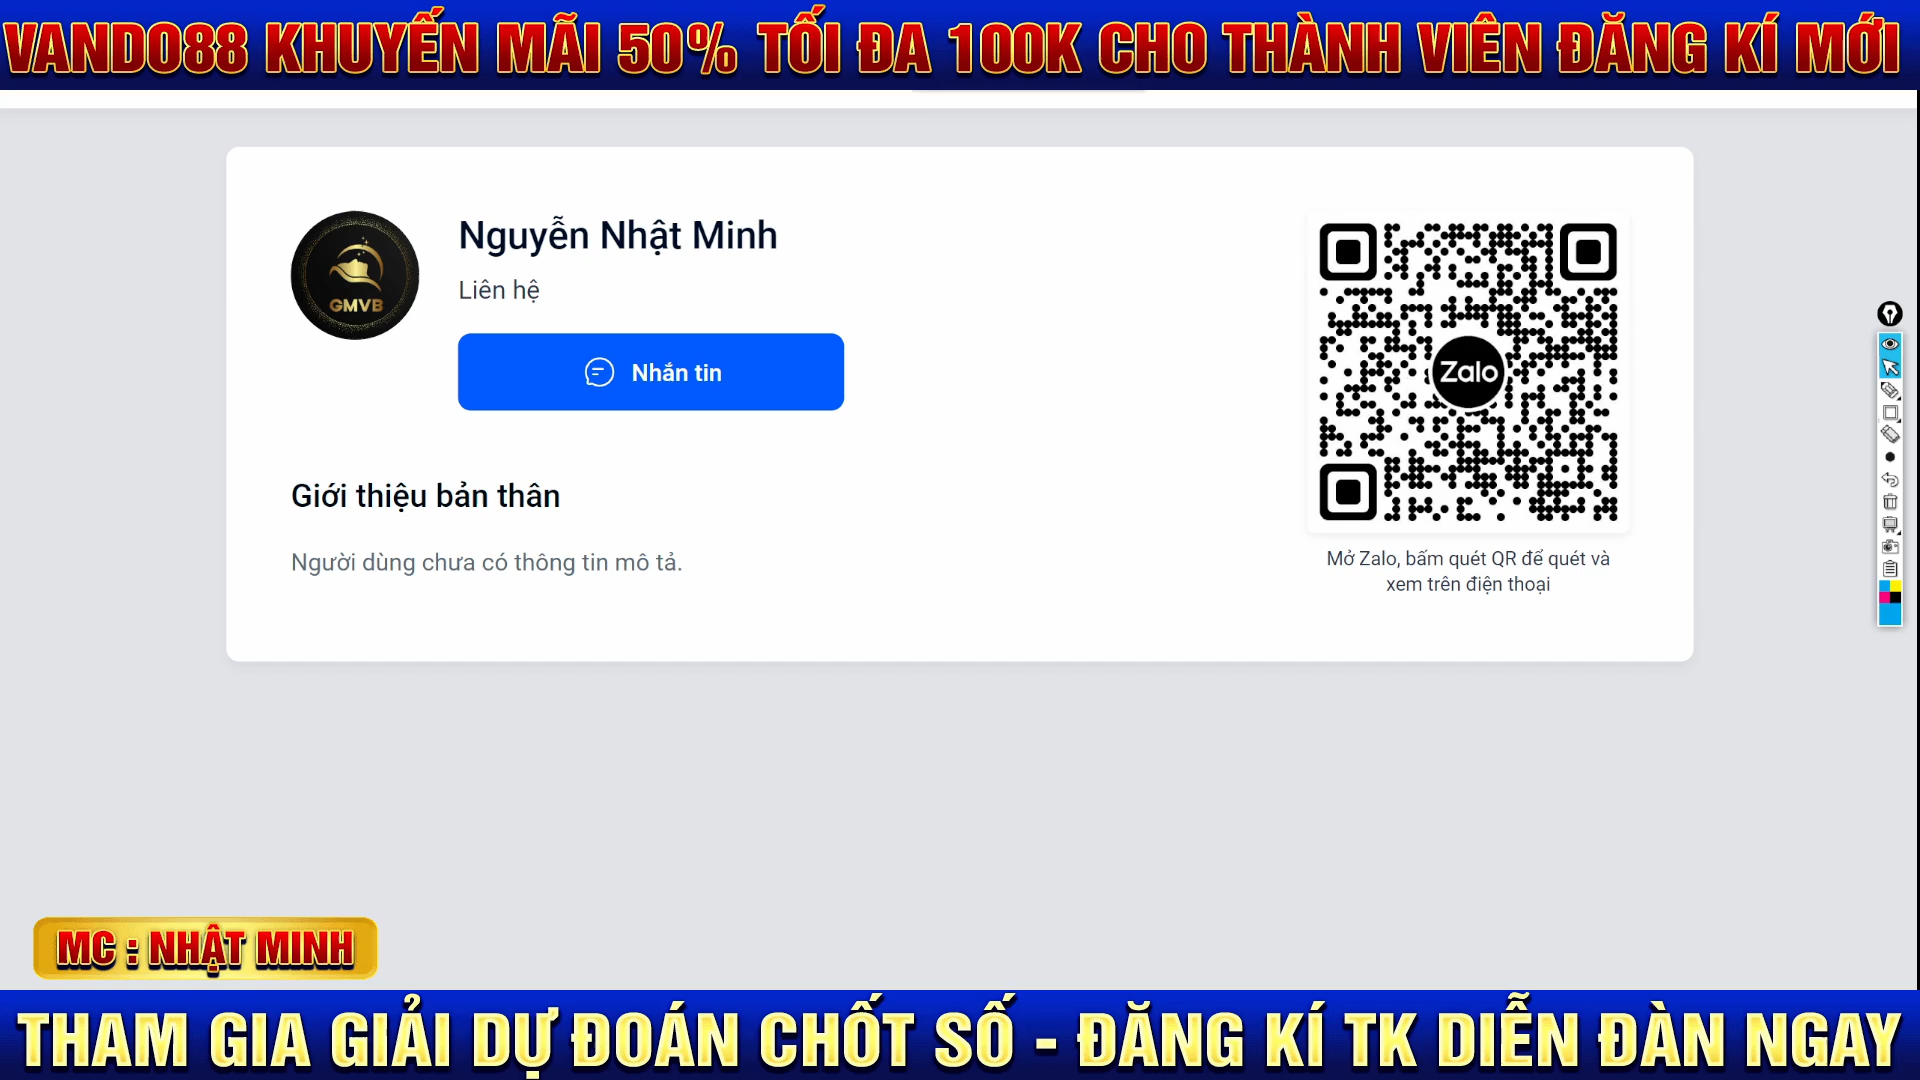 VANDO88 KHUYẾN MÃI 50% TỐI ĐA 100K CHO THÀNH VIÊN ĐĂNG KÍ MỚI
GMVB
Nguyễn Nhật Minh
Liên hệ
Nhắn tin
Giới thiệu bản thân
Người dùng chưa có thông tin mô tả.
Zalo
Mở Zalo, bấm quét QR để quét và
xem trên điện thoại
MC : NHẬT MINH
THAM GIA GIẢI DỰ ĐOÁN CHỐT SỐ - ĐĂNG KÍ TK DIỄN ĐÀN NGAY